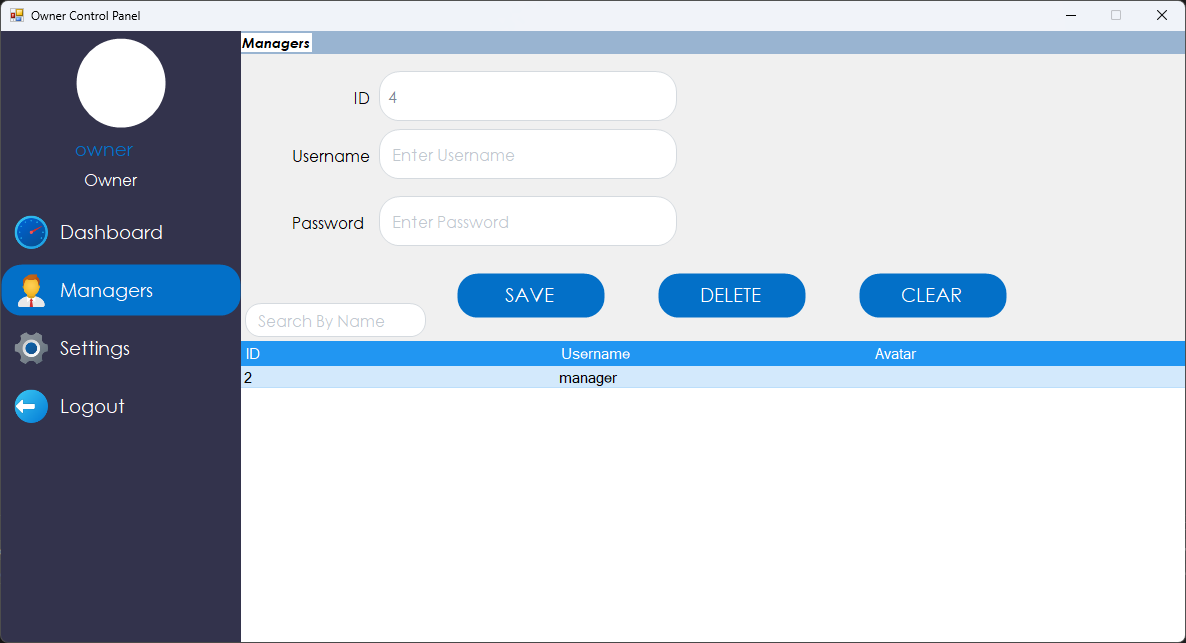 Owner Control Panel
owner
Owner
Dashboard
Managers
Settings
Logout
Managers
ID 4
Username Enter Username
Password Enter Password
SAVE DELETE CLEAR
Search By Name
ID Username Avatar
2 manager